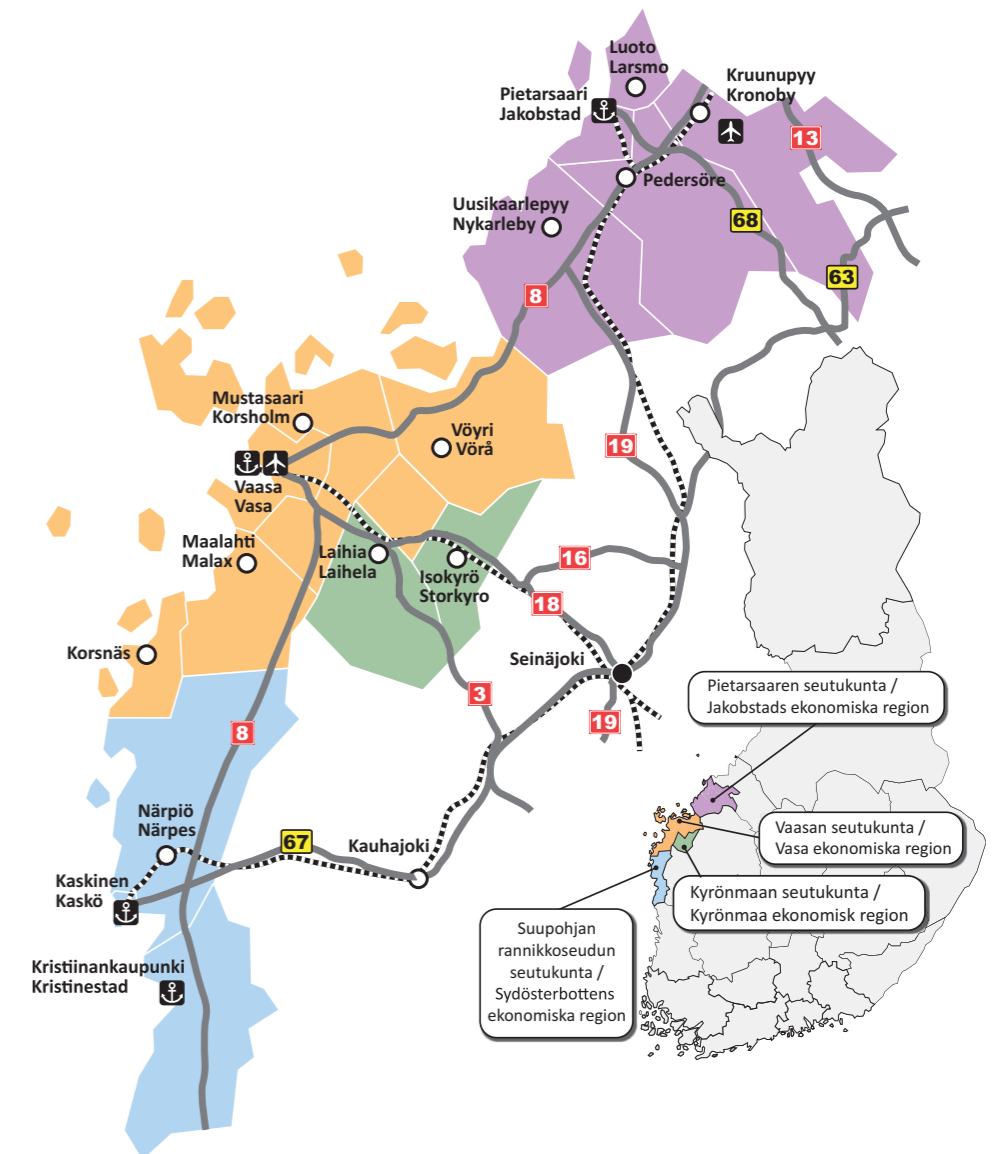 Luoto
Larsmo
Kruunupyy
Kronoby
Pietarsaari
Jakobstad
13
Pedersöre
Uusikaarlepyy
Nykarleby
68
63
8
Mustasaari
Korsholm
Vöyri
Vörå
19
Vaasa
Vasa
Maalahti
Malax
Laihia
Laihela
Isokyrö
Storkyro
16
18
Korsnäs
Seinäjoki
3
19
8
Pietarsaaren seutukunta /
Jakobstads ekonomiska region
Närpiö
Närpes
67
Kauhajoki
Vaasan seutukunta /
Vasa ekonomiska region
Kaskinen
Kaskö
Kyrönmaan seutukunta /
Kyrönmaa ekonomisk region
Suupohjan
rannikkoseudun
seutukunta /
Sydösterbottens
ekonomiska region
Kristiinankaupunki
Kristinestad